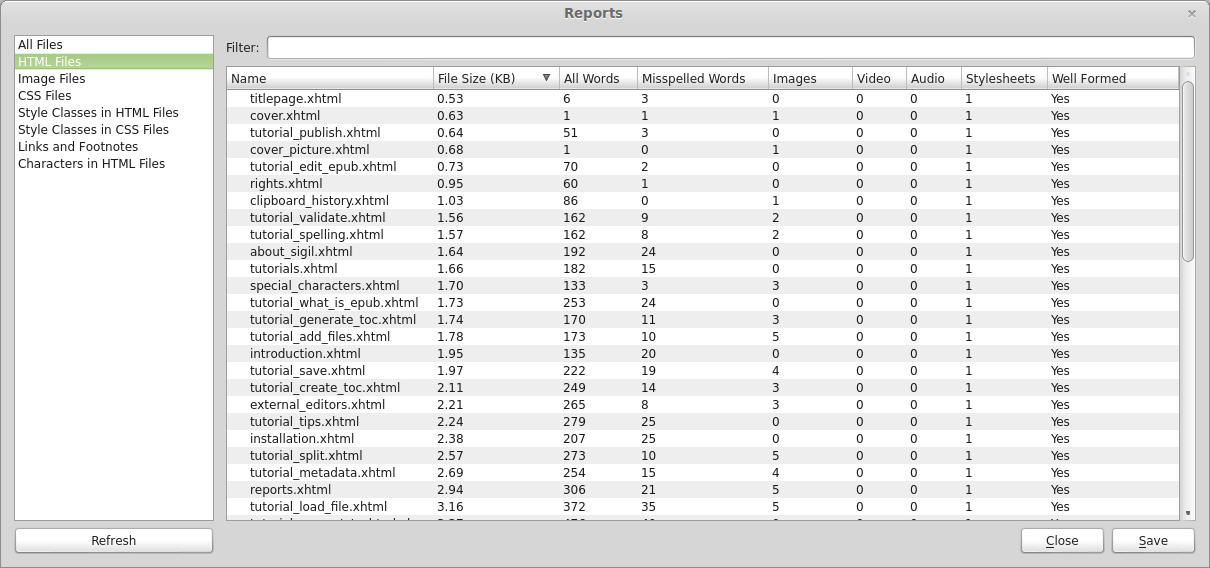 Reports
All Files
HTML Files
Image Files
CSS Files
Style Classes in HTML Files
Style Classes in CSS Files
Links and Footnotes
Characters in HTML Files
Filter:
Name File Size (KB) All Words Misspelled Words Images Video Audio Stylesheets Well Formed
titlepage.xhtml 0.53 6 3 0 0 0 1 Yes
cover.xhtml 0.63 1 1 1 0 0 1 Yes
tutorial_publish.xhtml 0.64 51 3 0 0 0 1 Yes
cover_picture.xhtml 0.68 1 0 1 0 0 1 Yes
tutorial_edit_epub.xhtml 0.73 70 2 0 0 0 1 Yes
rights.xhtml 0.95 60 1 0 0 0 1 Yes
clipboard_history.xhtml 1.03 86 0 1 0 0 1 Yes
tutorial_validate.xhtml 1.56 162 9 2 0 0 1 Yes
tutorial_spelling.xhtml 1.57 162 8 2 0 0 1 Yes
about_sigil.xhtml 1.64 192 24 0 0 0 1 Yes
tutorials.xhtml 1.66 182 15 0 0 0 1 Yes
special_characters.xhtml 1.70 133 3 3 0 0 1 Yes
tutorial_what_is_epub.xhtml 1.73 253 24 0 0 0 1 Yes
tutorial_generate_toc.xhtml 1.74 170 11 3 0 0 1 Yes
tutorial_add_files.xhtml 1.78 173 10 5 0 0 1 Yes
introduction.xhtml 1.95 135 20 0 0 0 1 Yes
tutorial_save.xhtml 1.97 222 19 4 0 0 1 Yes
tutorial_create_toc.xhtml 2.11 249 14 3 0 0 1 Yes
external_editors.xhtml 2.21 265 8 3 0 0 1 Yes
tutorial_tips.xhtml 2.24 279 25 0 0 0 1 Yes
installation.xhtml 2.38 207 25 0 0 0 1 Yes
tutorial_split.xhtml 2.57 273 10 5 0 0 1 Yes
tutorial_metadata.xhtml 2.69 254 15 4 0 0 1 Yes
reports.xhtml 2.94 306 21 5 0 0 1 Yes
tutorial_load_file.xhtml 3.16 372 35 5 0 0 1 Yes
Refresh
Close
Save